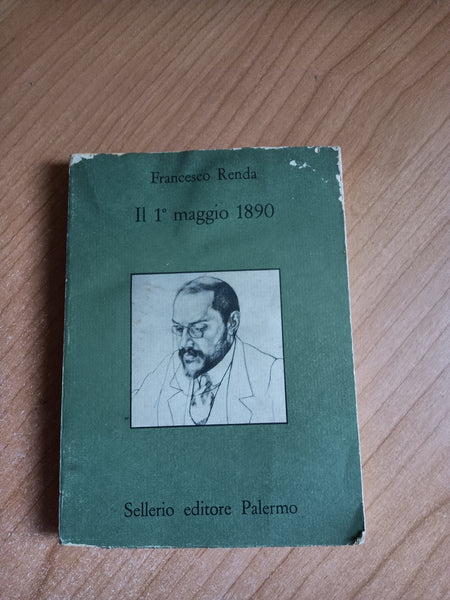 Francesco Renda
Il 1° maggio 1890
Sellerio editore Palermo